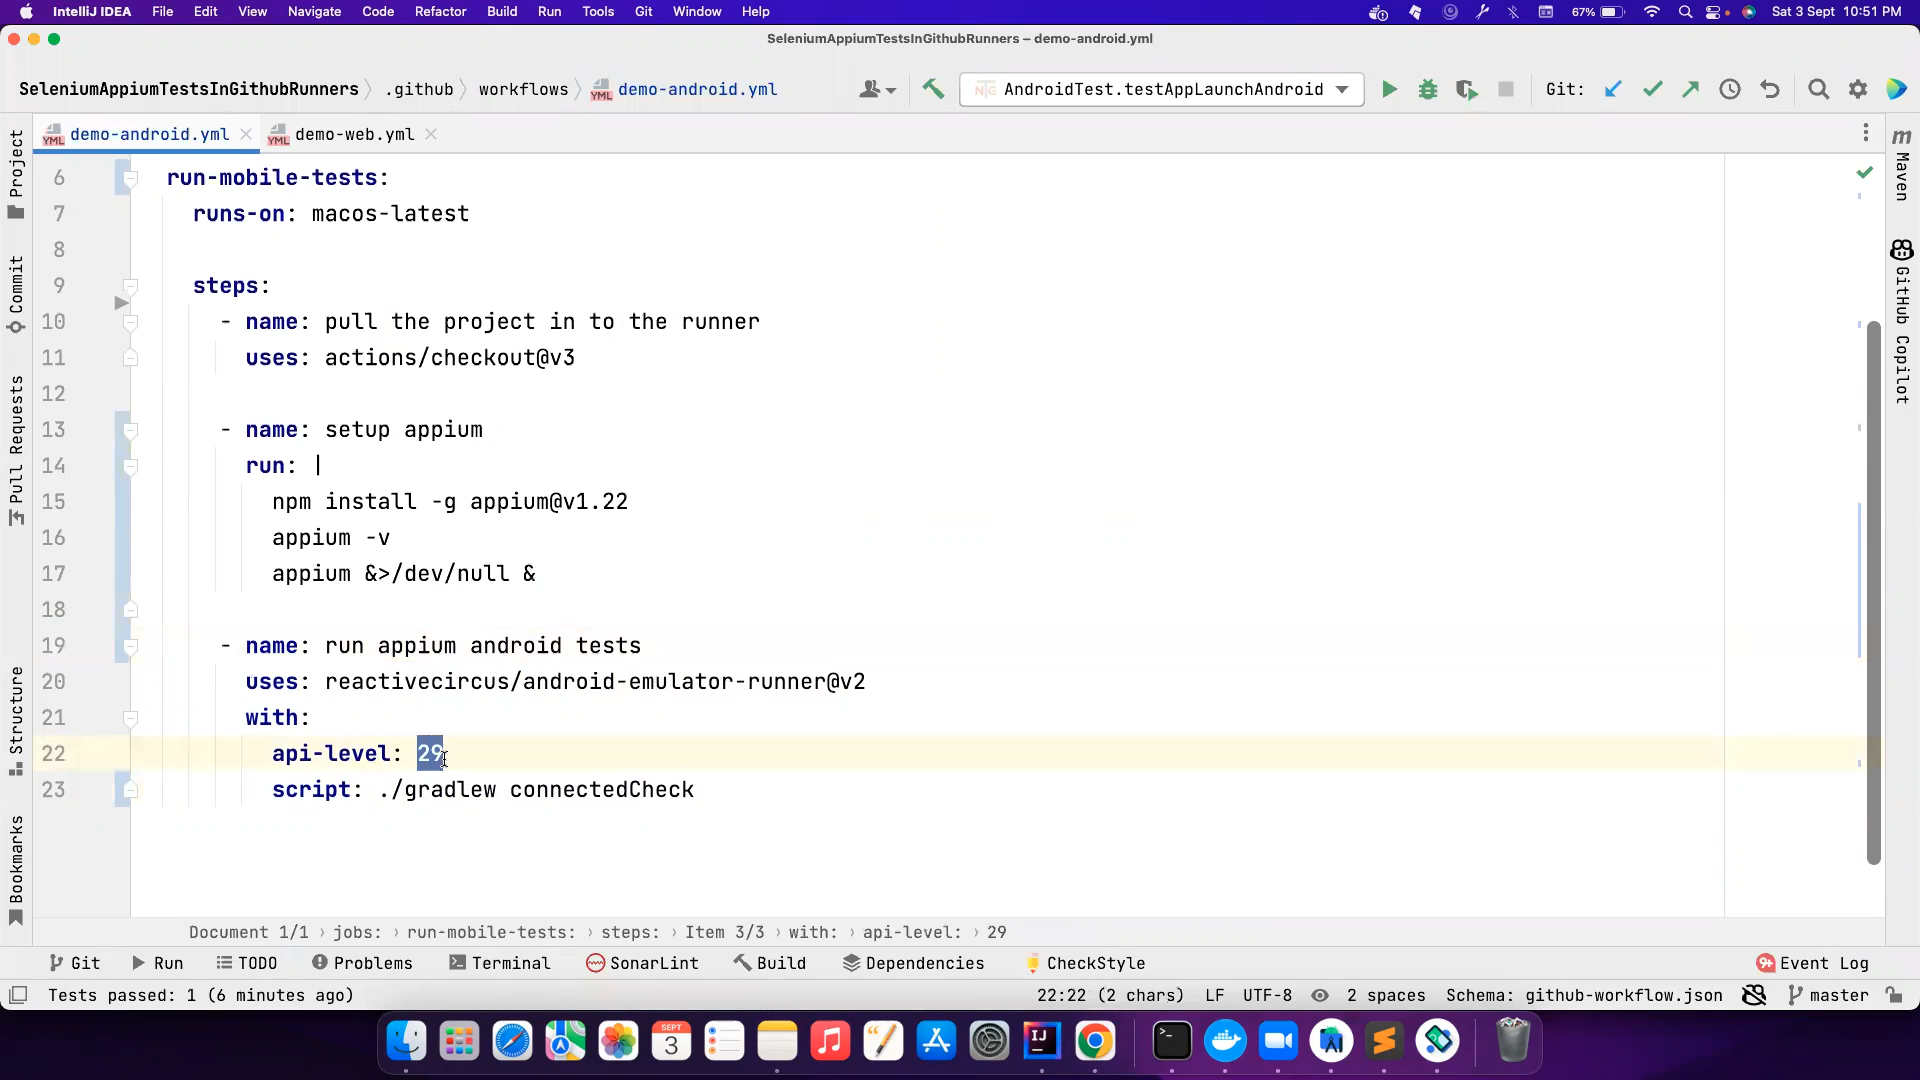 IntelliJ IDEA File Edit View Navigate Code Refactor Build Run Tools Git Window Help 67% Sat 3 Sept 10:51 PM
SeleniumAppiumTestsInGithubRunners – demo-android.yml
SeleniumAppiumTestsInGithubRunners .github workflows YML demo-android.yml NG AndroidTest.testAppLaunchAndroid Git:
YML demo-android.yml YML demo-web.yml
Project
Commit
Pull Requests
Structure
Bookmarks
6 run-mobile-tests:
7 runs-on: macos-latest
8
9 steps:
10 - name: pull the project in to the runner
11 uses: actions/checkout@v3
12
13 - name: setup appium
14 run: |
15 npm install -g appium@v1.22
16 appium -v
17 appium &>/dev/null &
18
19 - name: run appium android tests
20 uses: reactivecircus/android-emulator-runner@v2
21 with:
22 api-level: 29
23 script: ./gradlew connectedCheck
m Maven
GitHub Copilot
Document 1/1 › jobs: › run-mobile-tests: › steps: › Item 3/3 › with: › api-level: › 29
Git Run TODO Problems Terminal SonarLint Build Dependencies CheckStyle 9+ Event Log
Tests passed: 1 (6 minutes ago) 22:22 (2 chars) LF UTF-8 2 spaces Schema: github-workflow.json master
SEPT
3
IJ